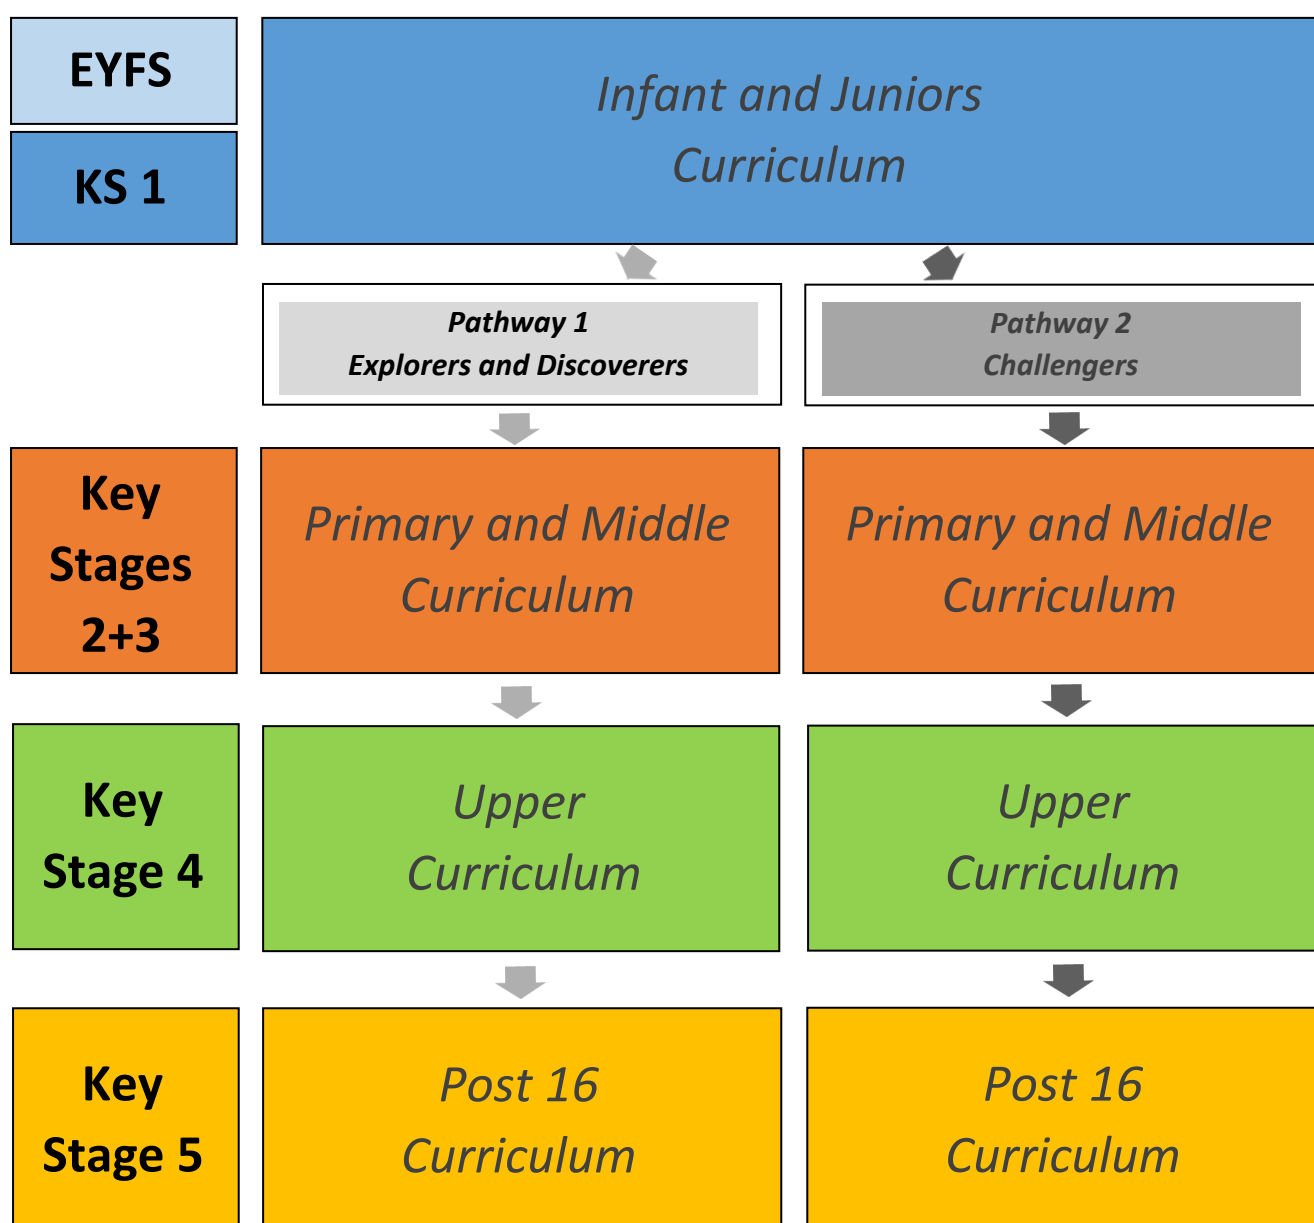 EYFS
Infant and Juniors
Curriculum
KS 1
Pathway 1
Explorers and Discoverers
Pathway 2
Challengers
Key
Stages
2+3
Primary and Middle
Curriculum
Primary and Middle
Curriculum
Key
Stage 4
Upper
Curriculum
Upper
Curriculum
Key
Stage 5
Post 16
Curriculum
Post 16
Curriculum